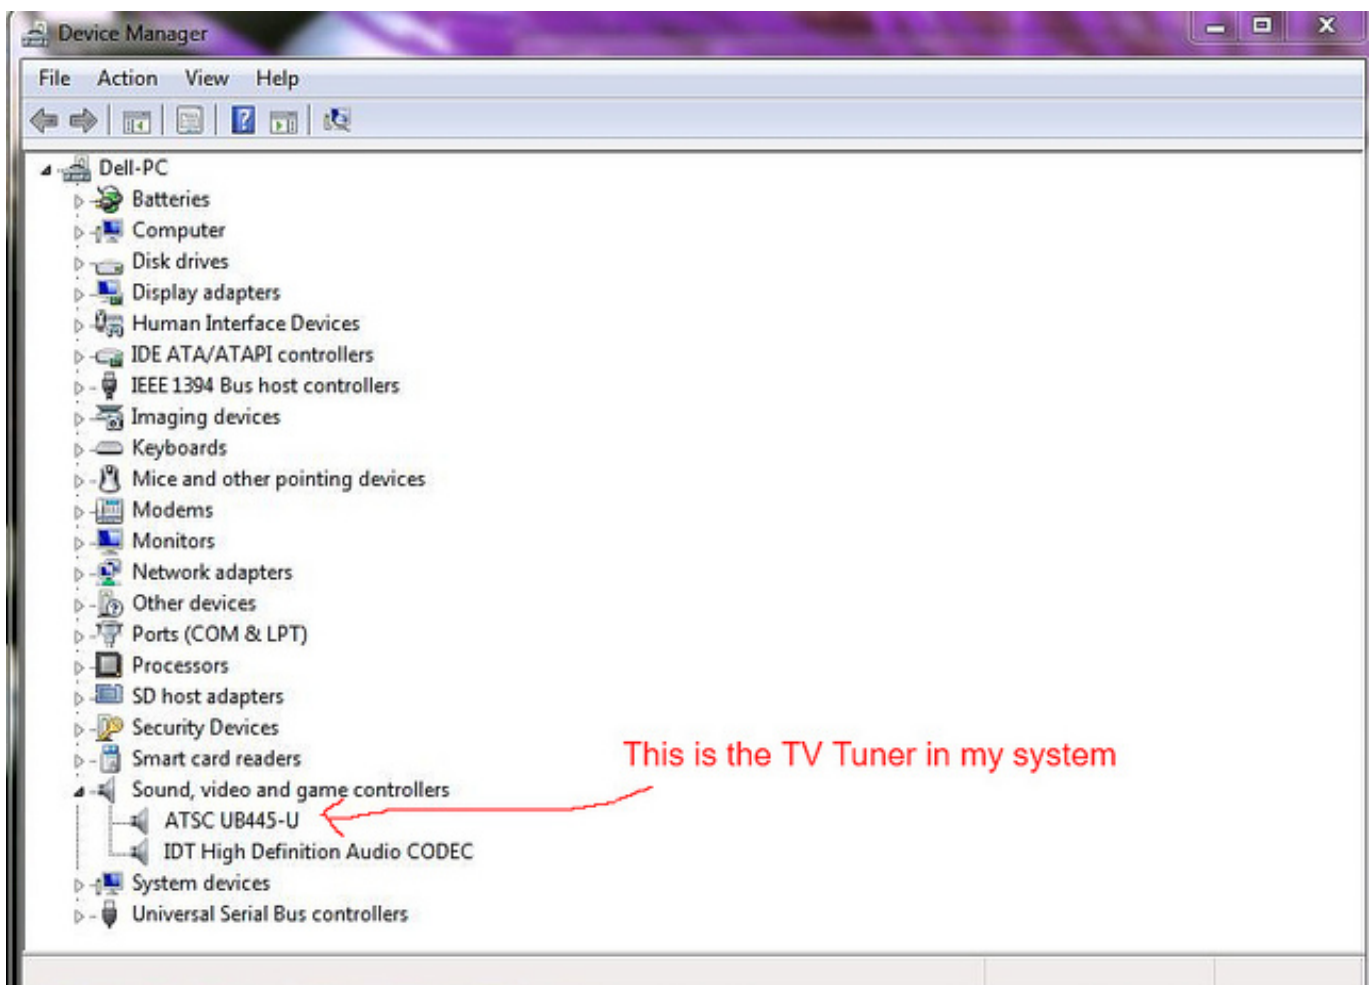 Device Manager
File Action View Help
Dell-PC
Batteries
Computer
Disk drives
Display adapters
Human Interface Devices
IDE ATA/ATAPI controllers
IEEE 1394 Bus host controllers
Imaging devices
Keyboards
Mice and other pointing devices
Modems
Monitors
Network adapters
Other devices
Ports (COM & LPT)
Processors
SD host adapters
Security Devices
Smart card readers
This is the TV Tuner in my system
Sound, video and game controllers
ATSC UB445-U
IDT High Definition Audio CODEC
System devices
Universal Serial Bus controllers